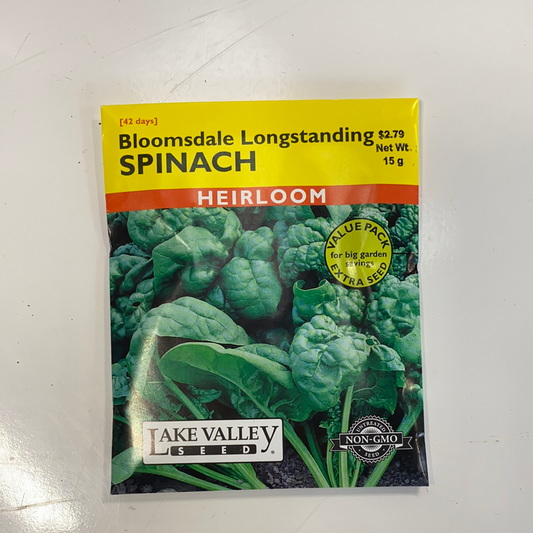 [42 days]
Bloomsdale Longstanding
SPINACH
$2.79
Net Wt.
15 g
HEIRLOOM
VALUE PACK
for big garden
savings
EXTRA SEED
LAKE VALLEY
SEED®
UNTREATED
NON-GMO
SEED